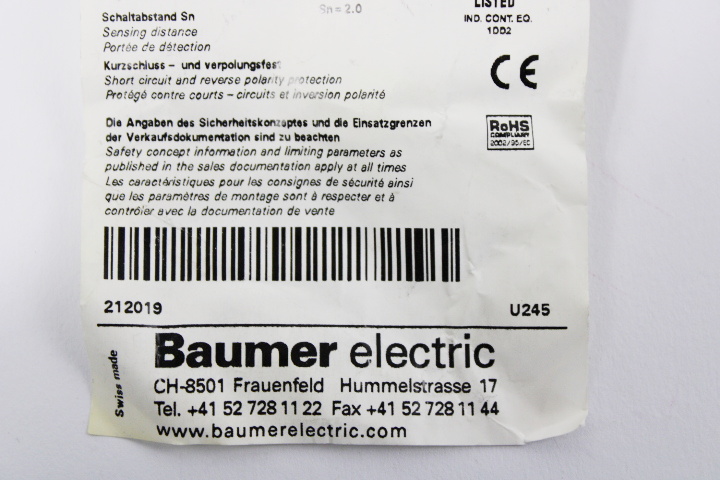 Schaltabstand Sn
Sn = 2.0
Sensing distance
Portée de détection
Kurzschluss – und verpolungsfest
Short circuit and reverse polarity protection
Protégé contre courts – circuits et inversion polarité
LISTED
IND. CONT. EQ.
1DD2
CE
Die Angaben des Sicherheitskonzeptes und die Einsatzgrenzen
der Verkaufsdokumentation sind zu beachten
Safety concept information and limiting parameters as
published in the sales documentation apply at all times
Les caractéristiques pour les consignes de sécurité ainsi
que les paramètres de montage sont à respecter et à
contrôler avec la documentation de vente
RoHS
COMPLIANT
2002/95/EC
212019
U245
Swiss made
Baumer electric
CH-8501 Frauenfeld Hummelstrasse 17
Tel. +41 52 728 11 22 Fax +41 52 728 11 44
www.baumerelectric.com